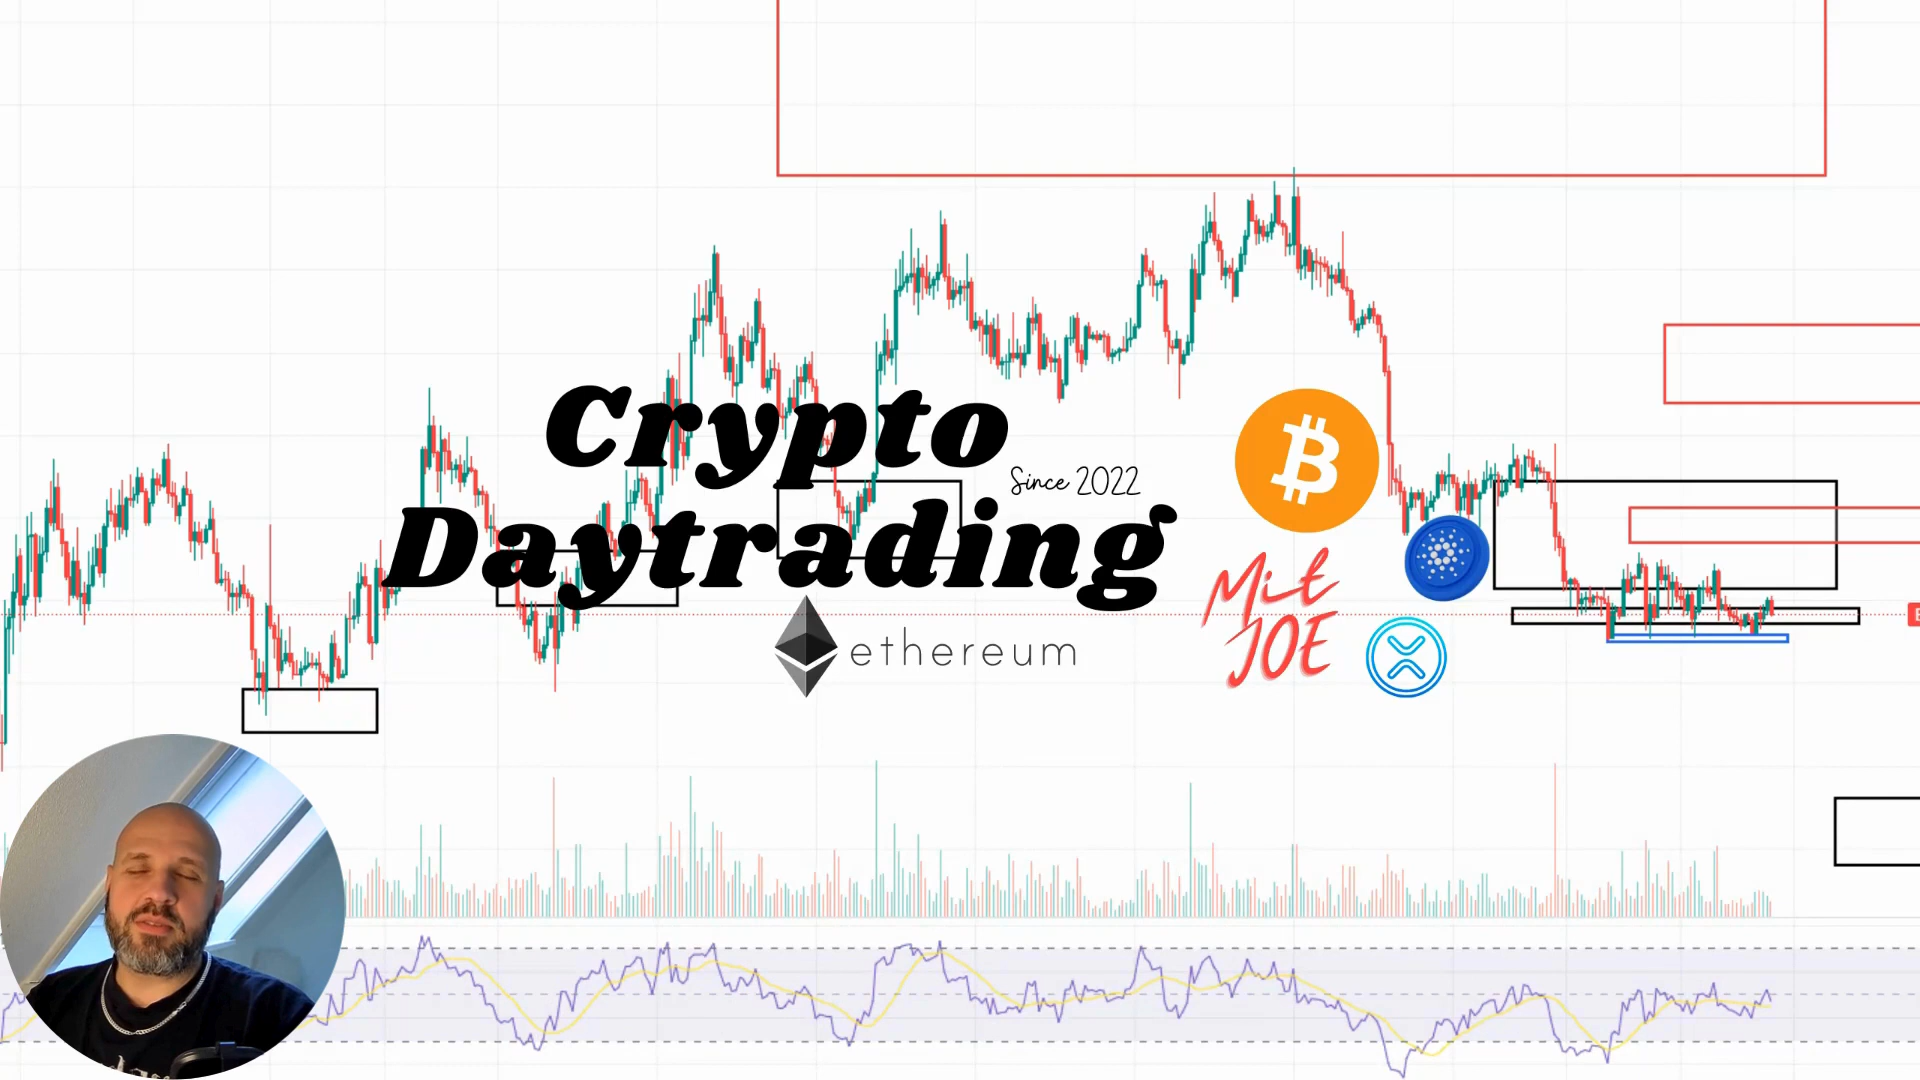 Crypto
Since 2022
Daytrading
ethereum
Mit
JOE